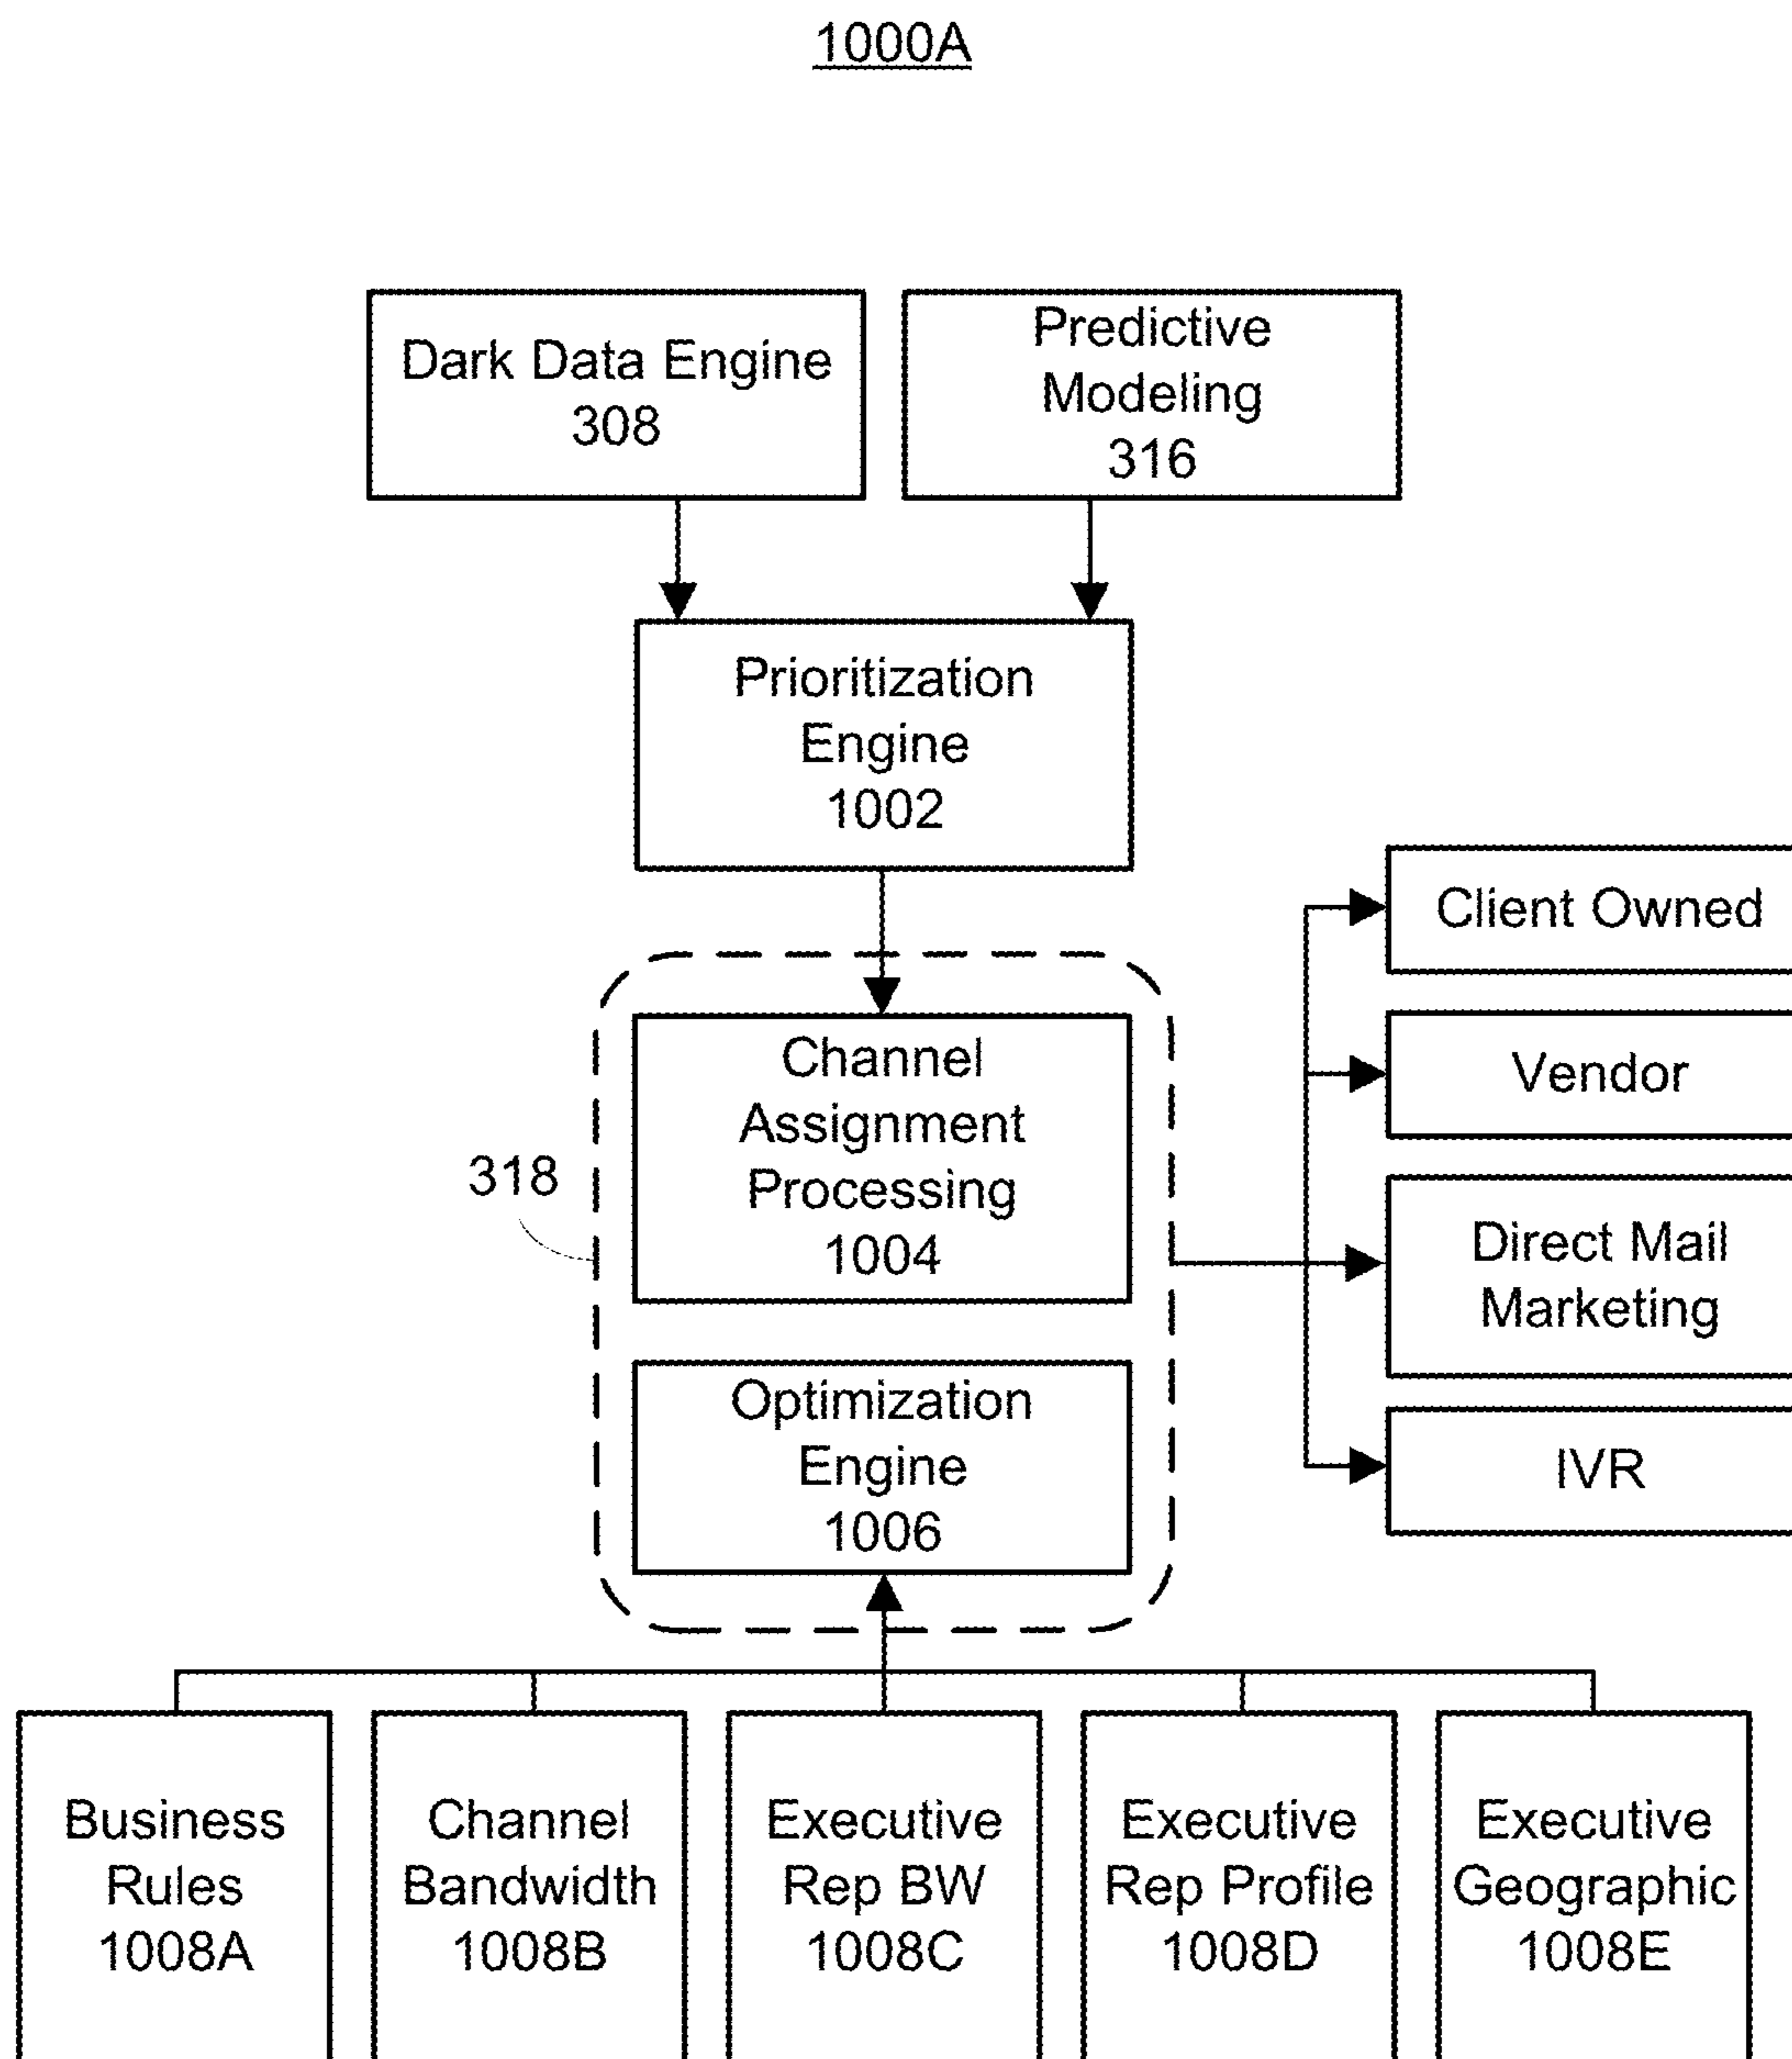 1000A
Dark Data Engine
308
Predictive
Modeling
316
Prioritization
Engine
1002
Client Owned
Vendor
Direct Mail
Marketing
IVR
318
Channel
Assignment
Processing
1004
Optimization
Engine
1006
Business
Rules
1008A
Channel
Bandwidth
1008B
Executive
Rep BW
1008C
Executive
Rep Profile
1008D
Executive
Geographic
1008E